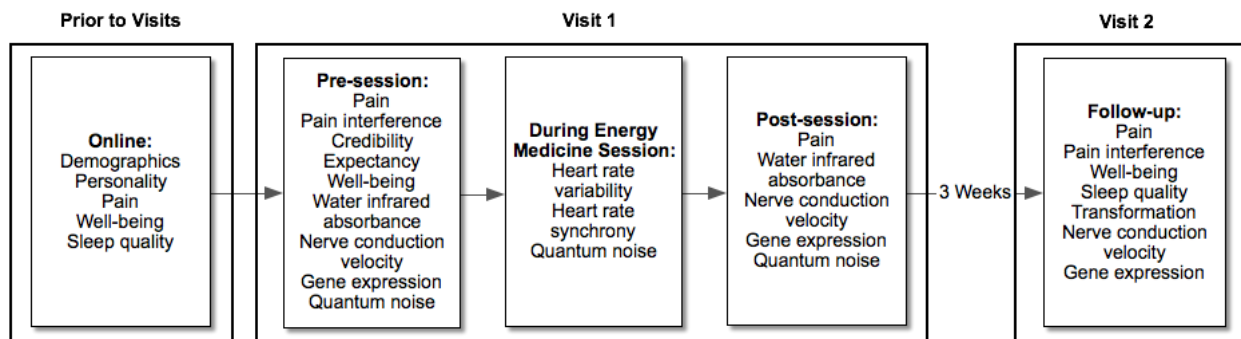 Prior to Visits
Visit 1
Visit 2
Online:
Demographics
Personality
Pain
Well-being
Sleep quality
Pre-session:
Pain
Pain interference
Credibility
Expectancy
Well-being
Water infrared
absorbance
Nerve conduction
velocity
Gene expression
Quantum noise
During Energy
Medicine Session:
Heart rate
variability
Heart rate
synchrony
Quantum noise
Post-session:
Pain
Water infrared
absorbance
Nerve conduction
velocity
Gene expression
Quantum noise
3 Weeks
Follow-up:
Pain
Pain interference
Well-being
Sleep quality
Transformation
Nerve conduction
velocity
Gene expression